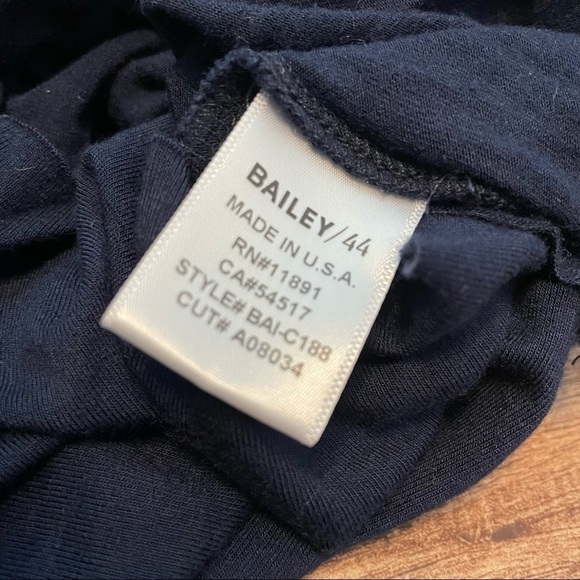 BAILEY/44
MADE IN U.S.A.
RN#11891
CA#54517
STYLE# BAI-C188
CUT# A08034